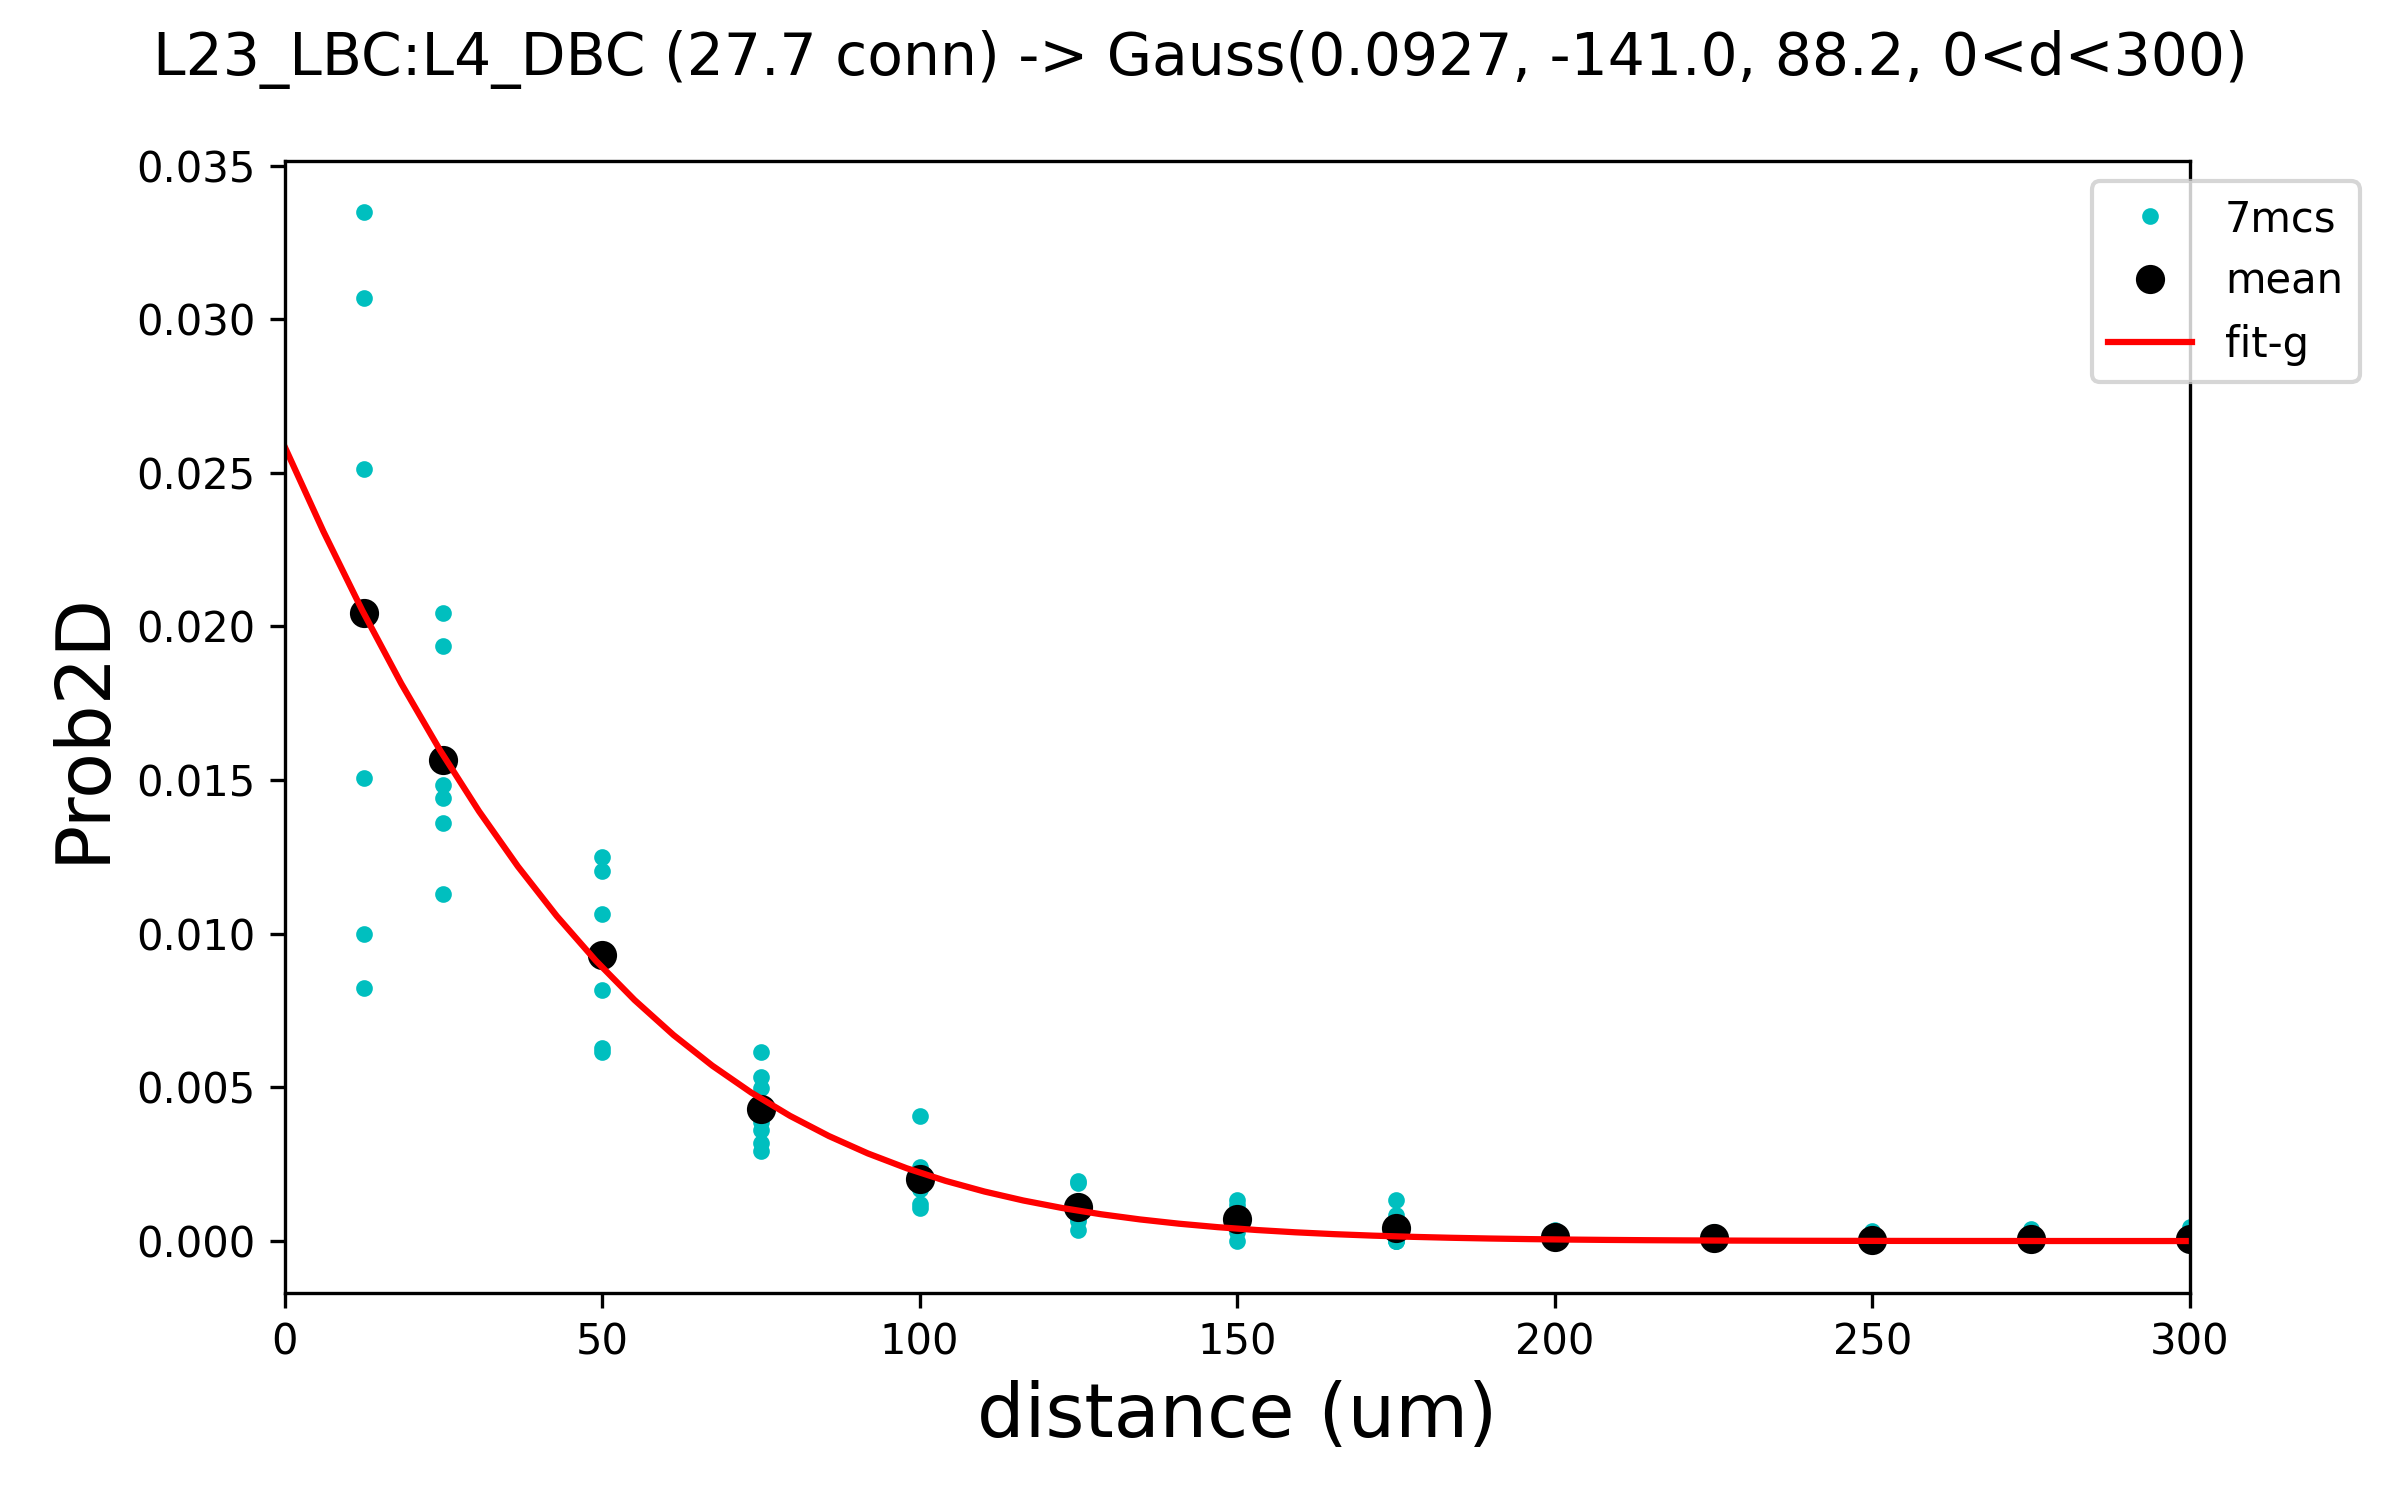 L23_LBC:L4_DBC (27.7 conn) -> Gauss(0.0927, -141.0, 88.2, 0<d<300)
0.035
0.030
0.025
0.020
0.015
0.010
0.005
0.000
Prob2D
7mcs
mean
fit-g
0 50 100 150 200 250 300
distance (um)